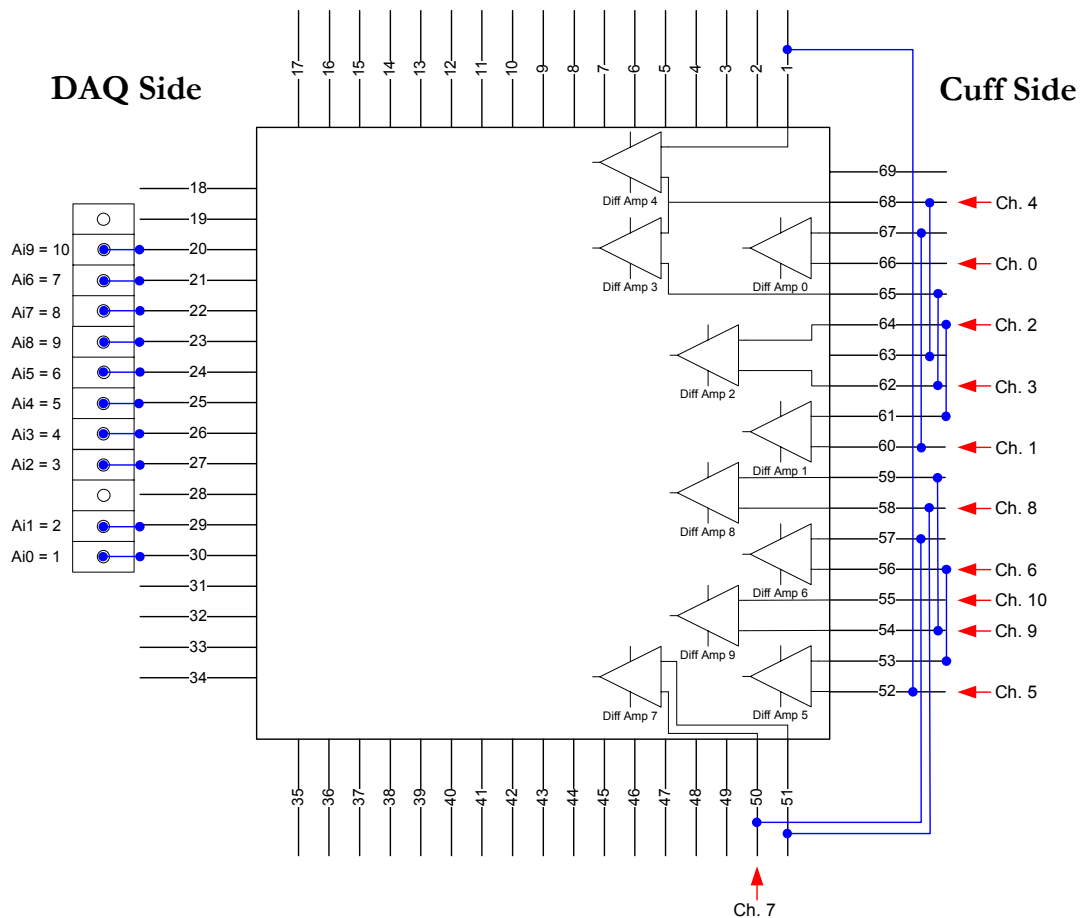 17
16
15
14
13
12
11
10
9
8
7
6
5
4
3
2
1
DAQ Side
Cuff Side
18
19
Ai9 = 10
20
Ai6 = 7
21
Ai7 = 8
22
Ai8 = 9
23
Ai5 = 6
24
Ai4 = 5
25
Ai3 = 4
26
Ai2 = 3
27
28
Ai1 = 2
29
Ai0 = 1
30
31
32
33
34
Diff Amp 4
Diff Amp 3
Diff Amp 0
Diff Amp 2
Diff Amp 1
Diff Amp 8
Diff Amp 6
Diff Amp 9
Diff Amp 7
Diff Amp 5
69
68
Ch. 4
67
66
Ch. 0
65
64
Ch. 2
63
62
Ch. 3
61
60
Ch. 1
59
58
Ch. 8
57
56
Ch. 6
55
Ch. 10
54
Ch. 9
53
52
Ch. 5
35
36
37
38
39
40
41
42
43
44
45
46
47
48
49
50
51
Ch. 7